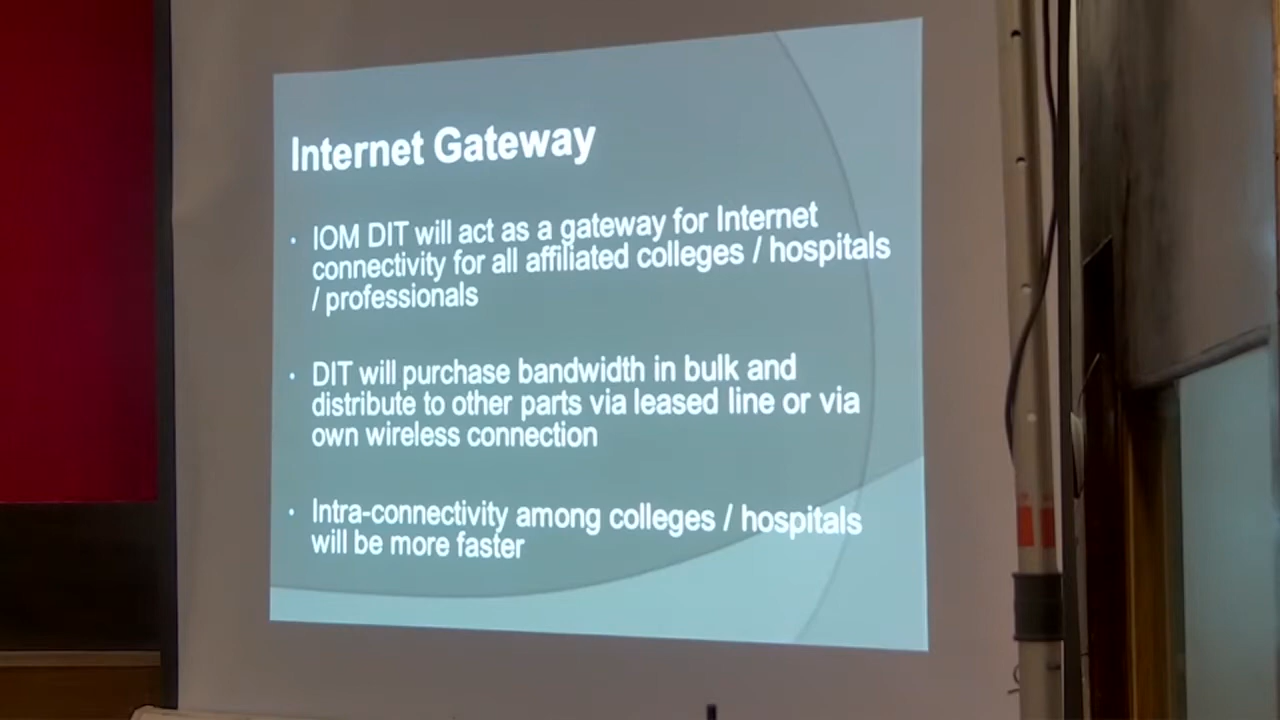 Internet Gateway
· IOM DIT will act as a gateway for Internet
connectivity for all affiliated colleges / hospitals
/ professionals
· DIT will purchase bandwidth in bulk and
distribute to other parts via leased line or via
own wireless connection
· Intra-connectivity among colleges / hospitals
will be more faster